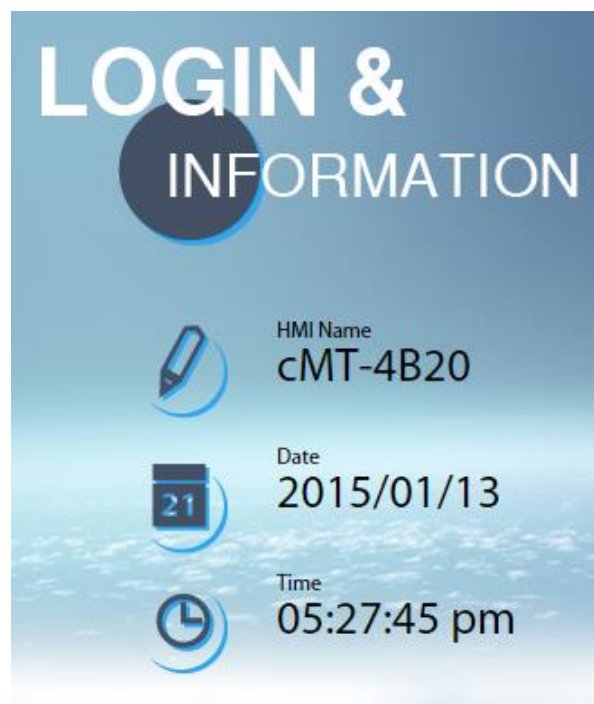 LOGIN &
INFORMATION
HMI Name
cMT-4B20
Date
21
2015/01/13
Time
05:27:45 pm